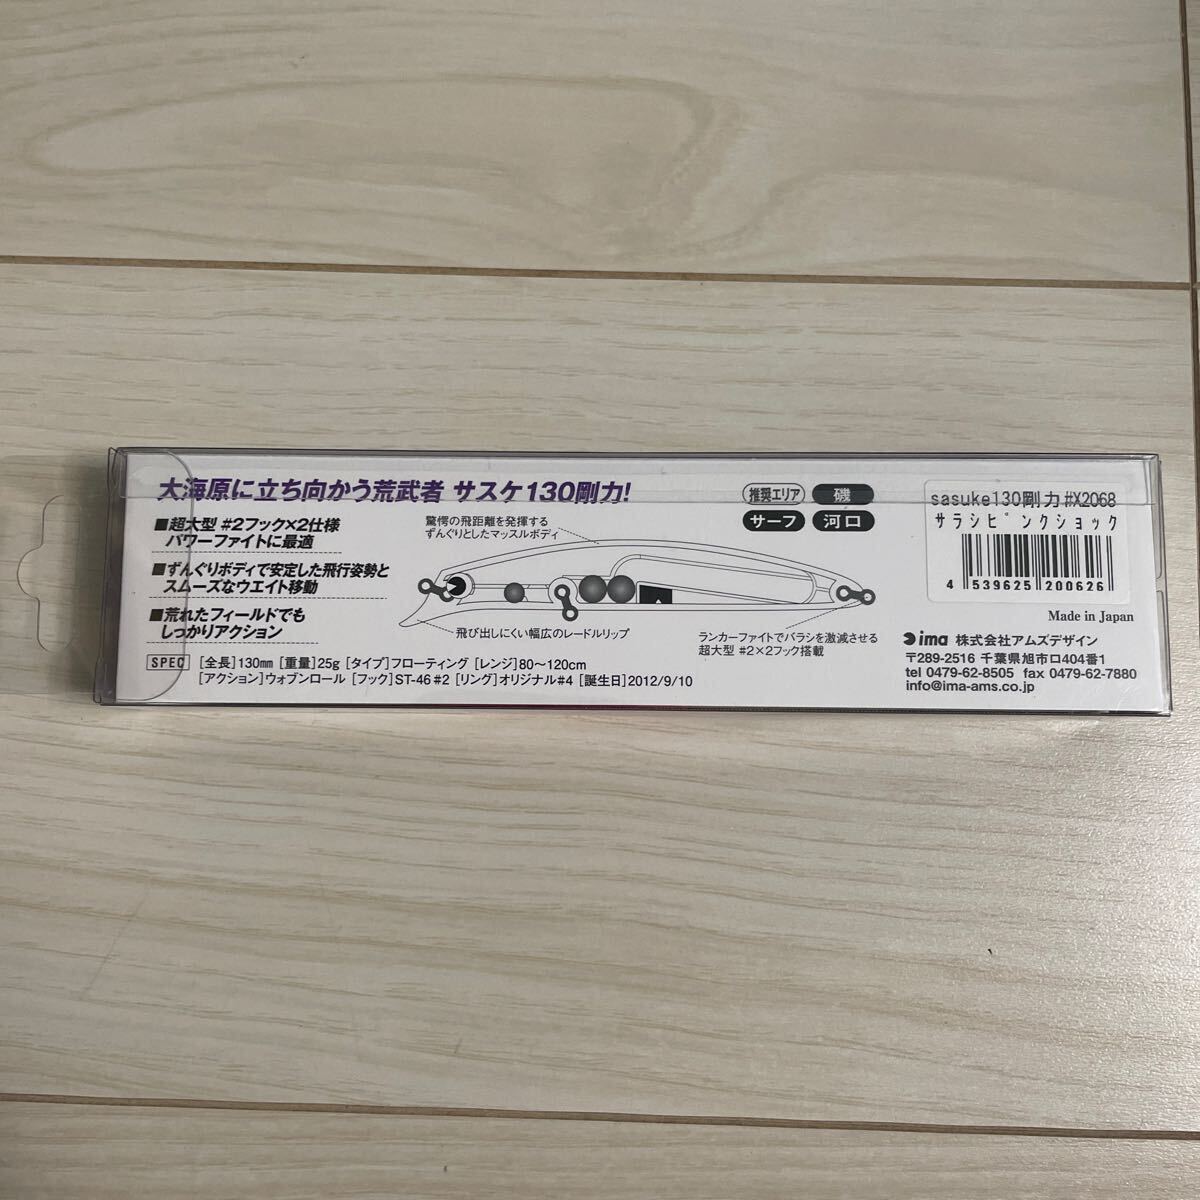 大海原に立ち向かう荒武者 サスケ130剛力!
■超大型 #2フック×2仕様
パワーファイトに最適
■ずんぐりボディで安定した飛行姿勢と
スムーズなウエイト移動
■荒れたフィールドでも
しっかりアクション
驚愕の飛距離を発揮する
ずんぐりとしたマッスルボディ
飛び出しにくい幅広のレードルリップ
ランカーファイトでバラシを激減させる
超大型 #2×2フック搭載
推奨エリア 磯
サーフ 河口
SPEC [全長]130mm [重量]25g [タイプ]フローティング [レンジ]80〜120cm
[アクション]ウォブンロール [フック]ST-46 #2 [リング]オリジナル#4 [誕生日]2012/9/10
sasuke130剛力 #X2068
サラシピンクショック
4 539625 200626
Made in Japan
ima 株式会社アムズデザイン
〒289-2516 千葉県旭市ロ404番1
tel 0479-62-8505 fax 0479-62-7880
info@ima-ams.co.jp